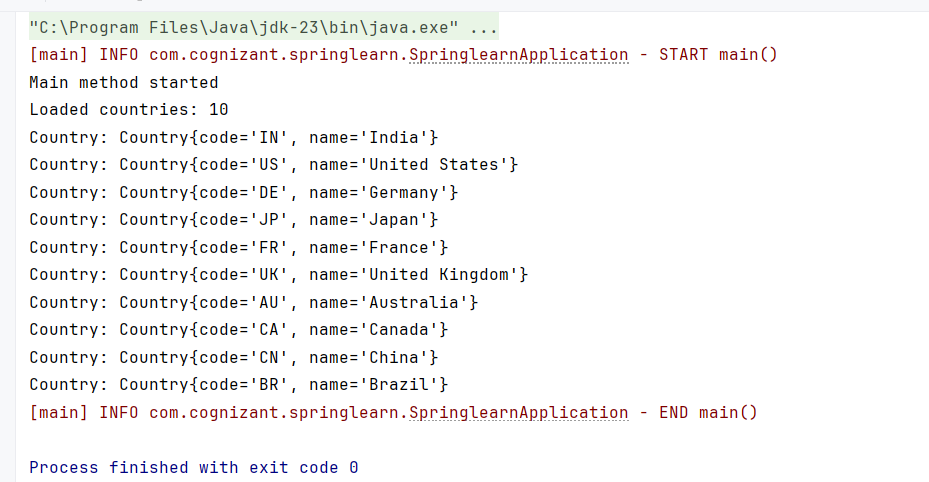 "C:\Program Files\Java\jdk-23\bin\java.exe" ...
[main] INFO com.cognizant.springlearn.SpringlearnApplication - START main()
Main method started
Loaded countries: 10
Country: Country{code='IN', name='India'}
Country: Country{code='US', name='United States'}
Country: Country{code='DE', name='Germany'}
Country: Country{code='JP', name='Japan'}
Country: Country{code='FR', name='France'}
Country: Country{code='UK', name='United Kingdom'}
Country: Country{code='AU', name='Australia'}
Country: Country{code='CA', name='Canada'}
Country: Country{code='CN', name='China'}
Country: Country{code='BR', name='Brazil'}
[main] INFO com.cognizant.springlearn.SpringlearnApplication - END main()
Process finished with exit code 0